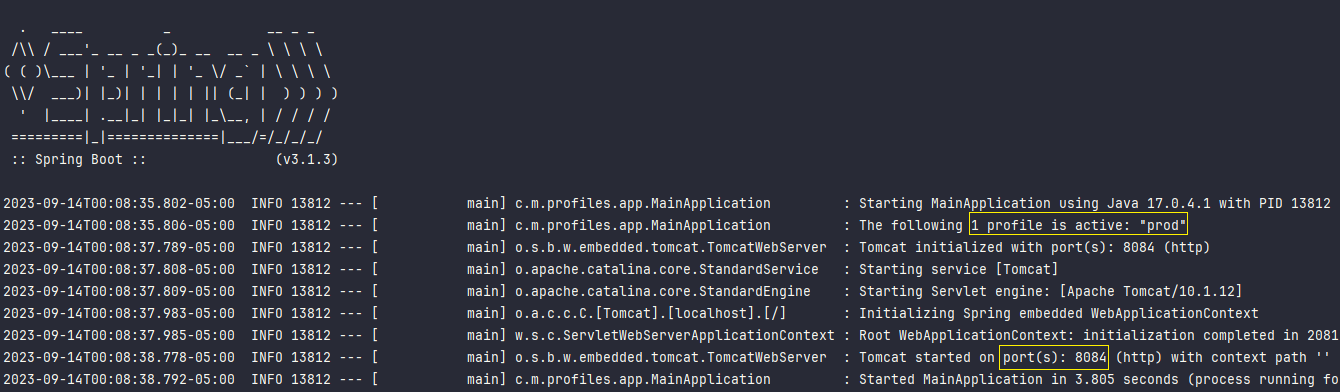 .   ____          _            __ _ _
 /\\ / ___'_ __ _ _(_)_ __  __ _ \ \ \ \
( ( )\___ | '_ | '_| | '_ \/ _` | \ \ \ \
 \\/  ___)| |_)| | | | | || (_| |  ) ) ) )
  '  |____| .__|_| |_|_| |_\__, | / / / /
 =========|_|==============|___/=/_/_/_/
 :: Spring Boot ::                (v3.1.3)
2023-09-14T00:08:35.802-05:00  INFO 13812 --- [           main] c.m.profiles.app.MainApplication         : Starting MainApplication using Java 17.0.4.1 with PID 13812
2023-09-14T00:08:35.806-05:00  INFO 13812 --- [           main] c.m.profiles.app.MainApplication         : The following 1 profile is active: "prod"
2023-09-14T00:08:37.789-05:00  INFO 13812 --- [           main] o.s.b.w.embedded.tomcat.TomcatWebServer  : Tomcat initialized with port(s): 8084 (http)
2023-09-14T00:08:37.808-05:00  INFO 13812 --- [           main] o.apache.catalina.core.StandardService   : Starting service [Tomcat]
2023-09-14T00:08:37.809-05:00  INFO 13812 --- [           main] o.apache.catalina.core.StandardEngine    : Starting Servlet engine: [Apache Tomcat/10.1.12]
2023-09-14T00:08:37.983-05:00  INFO 13812 --- [           main] o.a.c.c.C.[Tomcat].[localhost].[/]       : Initializing Spring embedded WebApplicationContext
2023-09-14T00:08:37.985-05:00  INFO 13812 --- [           main] w.s.c.ServletWebServerApplicationContext : Root WebApplicationContext: initialization completed in 2081
2023-09-14T00:08:38.778-05:00  INFO 13812 --- [           main] o.s.b.w.embedded.tomcat.TomcatWebServer  : Tomcat started on port(s): 8084 (http) with context path ''
2023-09-14T00:08:38.792-05:00  INFO 13812 --- [           main] c.m.profiles.app.MainApplication         : Started MainApplication in 3.805 seconds (process running fo